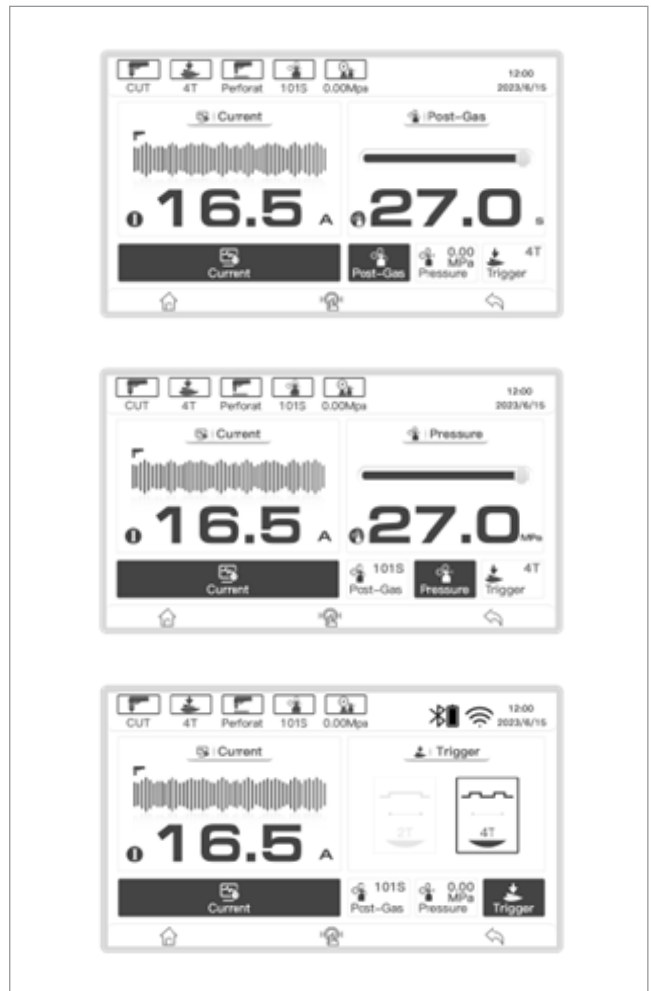 CUT 4T Perforat 101S 0.00Mpa
12:00
2023/6/15
Current
Post-Gas
16.5 A
27.0 s
Current
Post-Gas
0.00 MPa Pressure
4T Trigger
CUT 4T Perforat 101S 0.00Mpa
12:00
2023/6/15
Current
Pressure
16.5 A
27.0 MPa
Current
101S Post-Gas
Pressure
4T Trigger
CUT 4T Perforat 101S 0.00Mpa
12:00
2023/6/15
Current
Trigger
2T
4T
16.5 A
Current
101S Post-Gas
0.00 MPa Pressure
Trigger